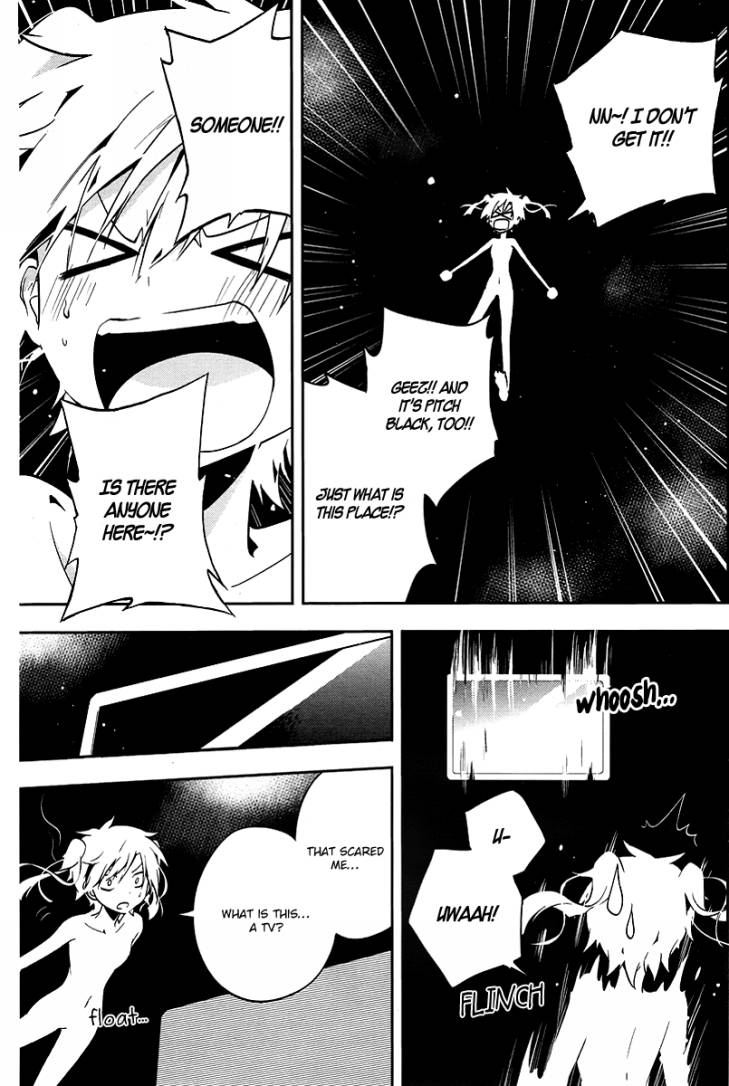 NN~! I DON'T
GET IT!!
GEEZ!! AND
IT'S PITCH
BLACK, TOO!!
JUST WHAT IS
THIS PLACE!?
SOMEONE!!
IS THERE
ANYONE
HERE~!?
whoosh...
U-
UWAAH!
FLINCH
THAT SCARED
ME...
WHAT IS THIS...
A TV?
float...